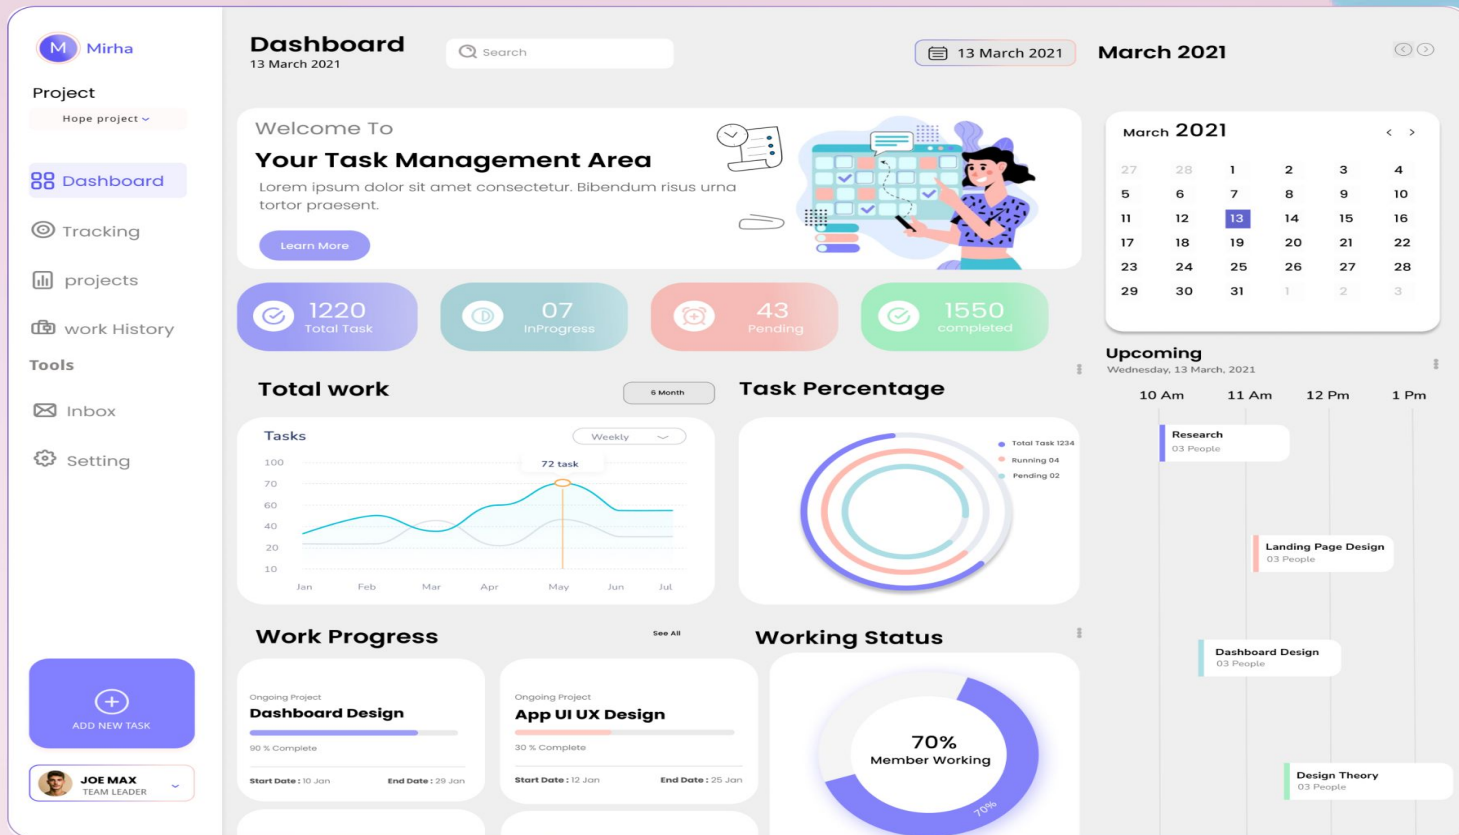 M Mirha
Project
Hope project
Dashboard
Tracking
projects
work History
Tools
Inbox
Setting
ADD NEW TASK
JOE MAX
TEAM LEADER
Dashboard
13 March 2021
Search
13 March 2021
Welcome To
Your Task Management Area
Lorem ipsum dolor sit amet consectetur. Bibendum risus urna
tortor praesent.
Learn More
1220
Total Task
07
InProgress
43
Pending
1550
completed
Total work
6 Month
Tasks
Weekly
72 task
100
70
60
40
20
10
Jan Feb Mar Apr May Jun Jul
Task Percentage
Total Task 1234
Running 04
Pending 02
Work Progress
See All
Ongoing Project
Dashboard Design
90 % Complete
Start Date : 10 Jan End Date : 29 Jan
Ongoing Project
App UI UX Design
30 % Complete
Start Date : 12 Jan End Date : 25 Jan
Working Status
70%
Member Working
70%
March 2021
March 2021
27 28 1 2 3 4
5 6 7 8 9 10
11 12 13 14 15 16
17 18 19 20 21 22
23 24 25 26 27 28
29 30 31 1 2 3
Upcoming
Wednesday, 13 March, 2021
10 Am 11 Am 12 Pm 1 Pm
Research
03 People
Landing Page Design
03 People
Dashboard Design
03 People
Design Theory
03 People